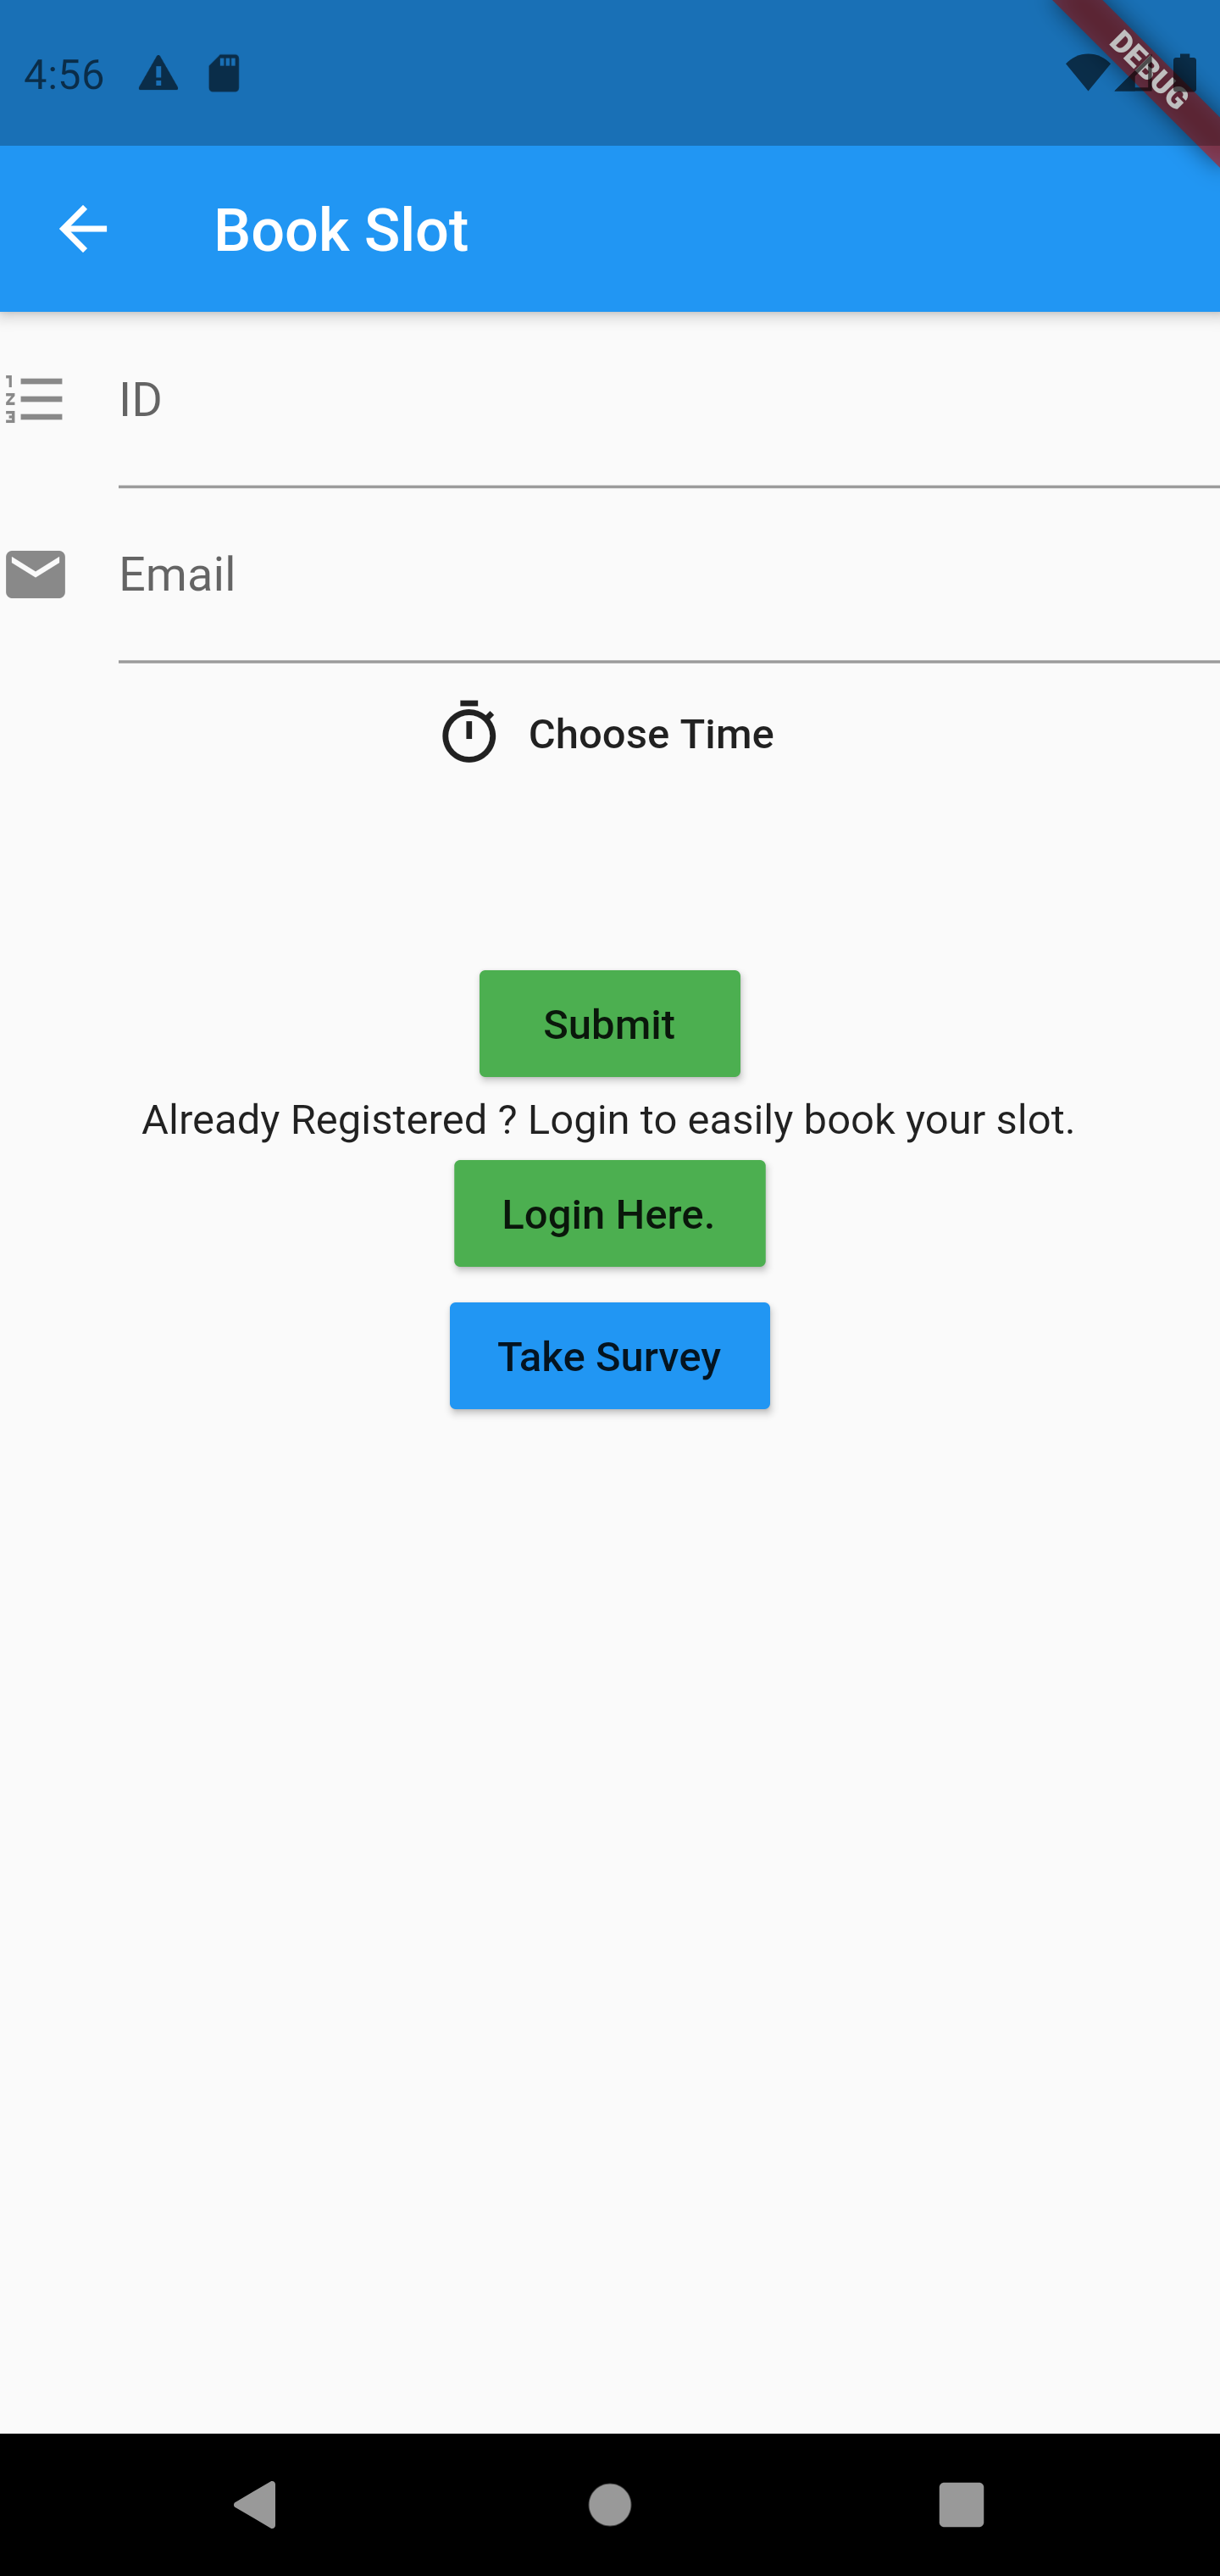 4:56
DEBUG
Book Slot
ID
Email
Choose Time
Submit
Already Registered ? Login to easily book your slot.
Login Here.
Take Survey